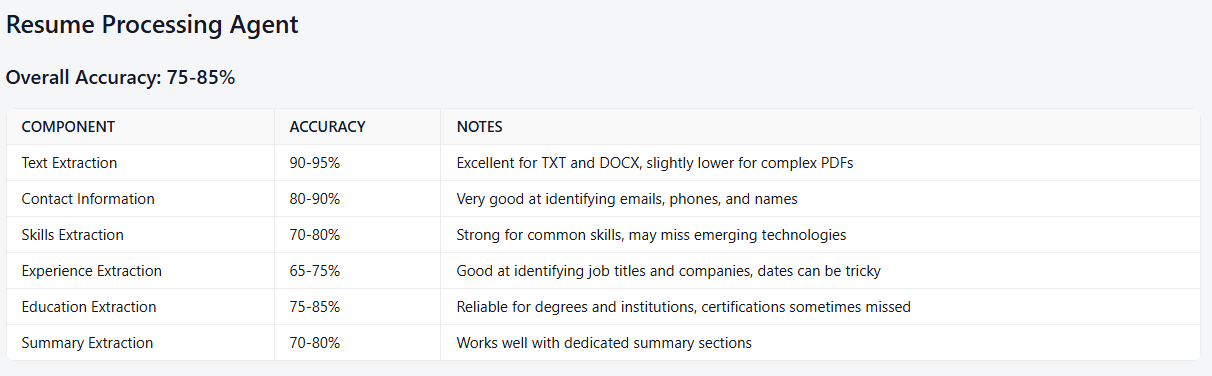 Resume Processing Agent
Overall Accuracy: 75-85%
COMPONENT ACCURACY NOTES
Text Extraction 90-95% Excellent for TXT and DOCX, slightly lower for complex PDFs
Contact Information 80-90% Very good at identifying emails, phones, and names
Skills Extraction 70-80% Strong for common skills, may miss emerging technologies
Experience Extraction 65-75% Good at identifying job titles and companies, dates can be tricky
Education Extraction 75-85% Reliable for degrees and institutions, certifications sometimes missed
Summary Extraction 70-80% Works well with dedicated summary sections